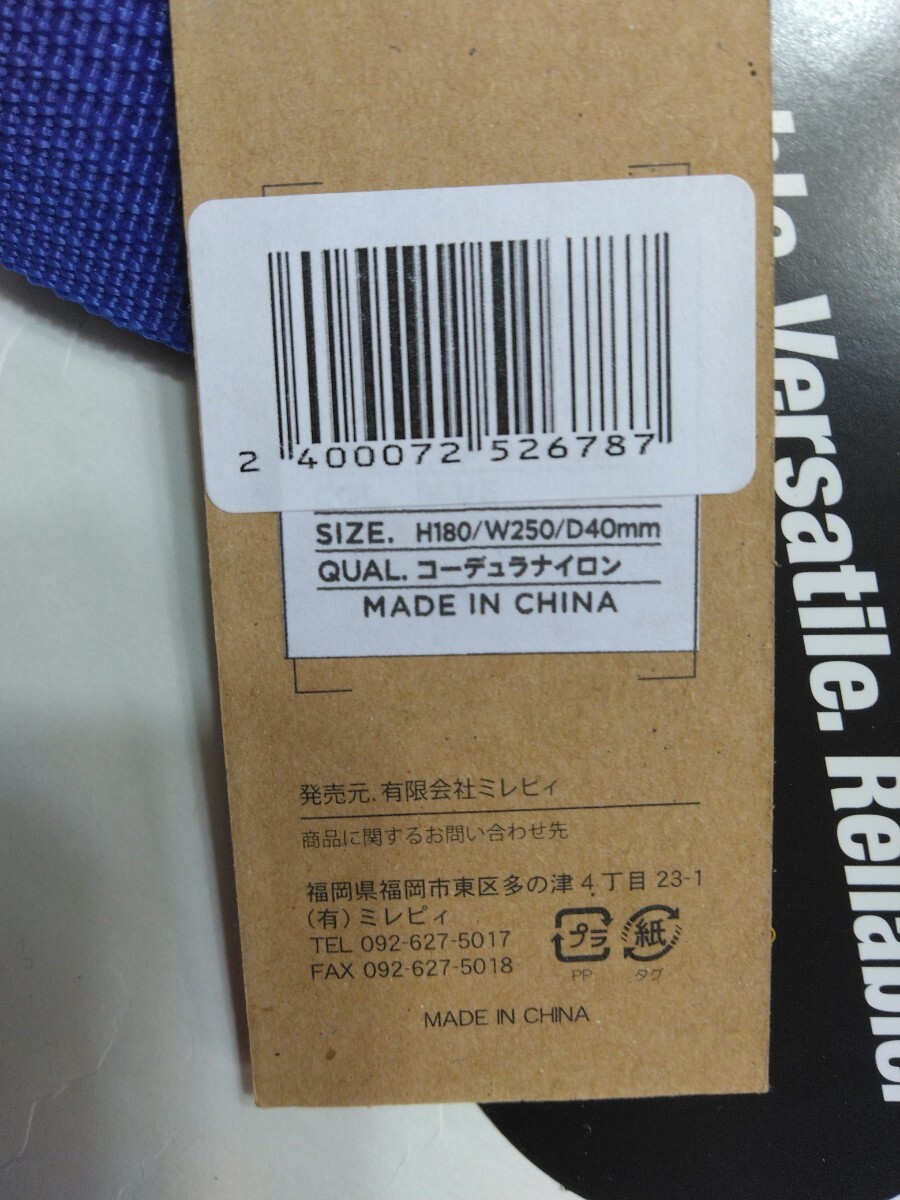 2 400072 526787
SIZE. H180/W250/D40mm
QUAL. コーデュラナイロン
MADE IN CHINA
発売元. 有限会社ミレピィ
商品に関するお問い合わせ先
福岡県福岡市東区多の津 4 丁目 23-1
(有) ミレピィ
TEL 092-627-5017
FAX 092-627-5018
プラ
PP
紙
タグ
MADE IN CHINA
Versatile. Reliable